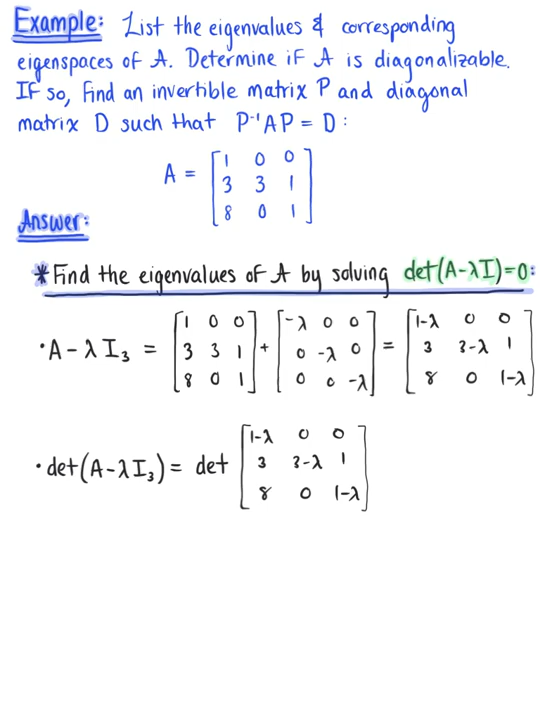 Example: List the eigenvalues & corresponding
eigenspaces of A. Determine if A is diagonalizable.
If so, find an invertible matrix P and diagonal
matrix D such that P⁻¹AP = D:
A = [1 0 0
3 3 1
8 0 1]
Answer:
*Find the eigenvalues of A by solving det(A-λI)=0:
·A-λI₃ = [1 0 0; 3 3 1; 8 0 1] + [-λ 0 0; 0 -λ 0; 0 0 -λ] = [1-λ 0 0; 3 3-λ 1; 8 0 1-λ]
·det(A-λI₃) = det [1-λ 0 0; 3 3-λ 1; 8 0 1-λ]